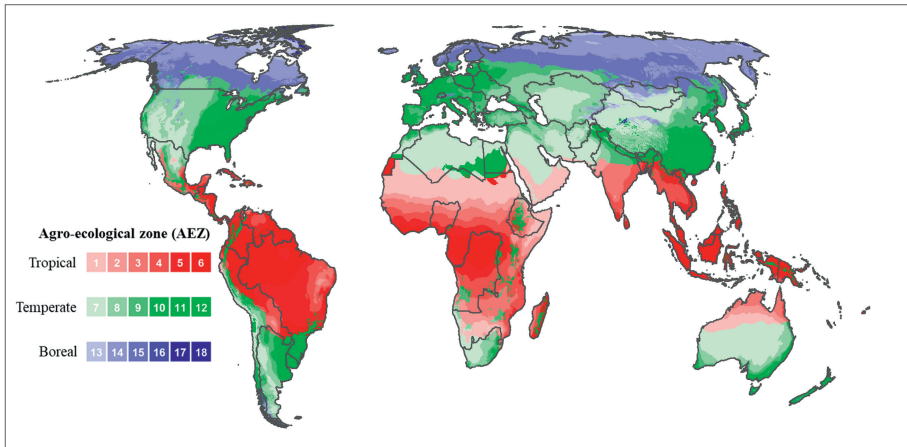 Agro-ecological zone (AEZ)
Tropical 1 2 3 4 5 6
Temperate 7 8 9 10 11 12
Boreal 13 14 15 16 17 18